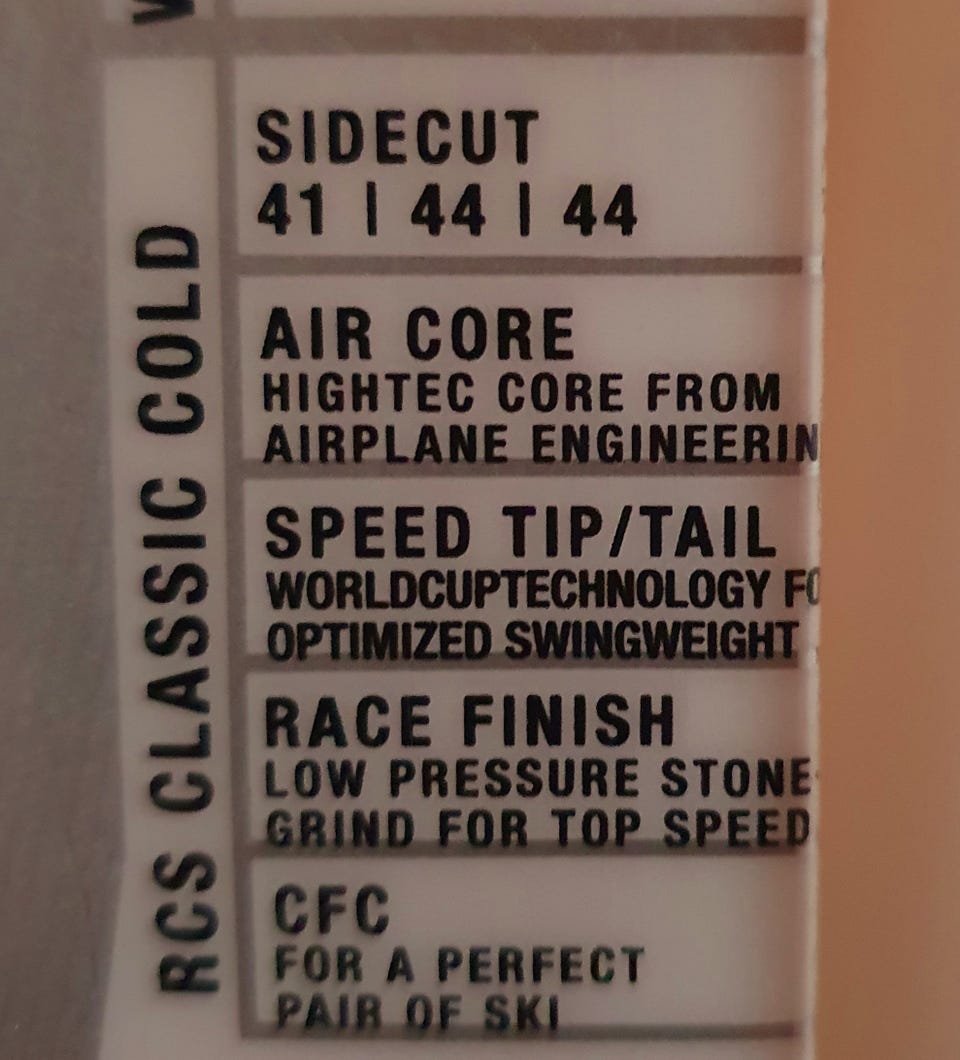 SIDECUT
41 | 44 | 44
AIR CORE
HIGHTEC CORE FROM
AIRPLANE ENGINEERIN
SPEED TIP/TAIL
WORLDCUPTECHNOLOGY FO
OPTIMIZED SWINGWEIGHT
RACE FINISH
LOW PRESSURE STONE-
GRIND FOR TOP SPEED
CFC
FOR A PERFECT
PAIR OF SKI
RCS CLASSIC COLD